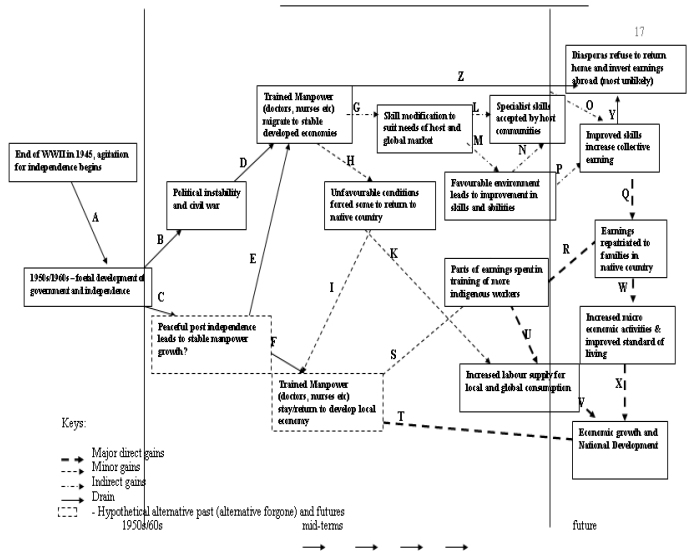 17
Diasporas refuse to return
home and invest earnings
abroad (most unlikely)
Z
Trained Manpower
(doctors, nurses etc)
migrate to stable
developed economies
G
Skill modification to
suit needs of host and
global market
L
Specialist skills
accepted by host
communities
O
Y
Improved skills
increase collective
earning
M
N
End of WWII in 1945, agitation
for independence begins
D
H
P
Political instability
and civil war
Unfavourable conditions
forced some to return to
native country
Favourable environment
leads to improvement in
skills and abilities
Q
A
B
E
K
R
Earnings
repatriated to
families in
native country
1950s/1960s – foetal development of
government and independence
Parts of earnings spent in
training of more
indigenous workers
W
C
I
Peaceful post independence
leads to stable manpower
growth?
F
U
Increased micro
economic activities &
improved standard of
living
S
Trained Manpower
(doctors, nurses etc)
stay/return to develop local
economy
Increased labour supply for
local and global consumption
X
V
T
Economic growth and
National Development
Keys:
Major direct gains
Minor gains
Indirect gains
Drain
- Hypothetical alternative past (alternative forgone) and futures
1950s/60s
mid-terms
future